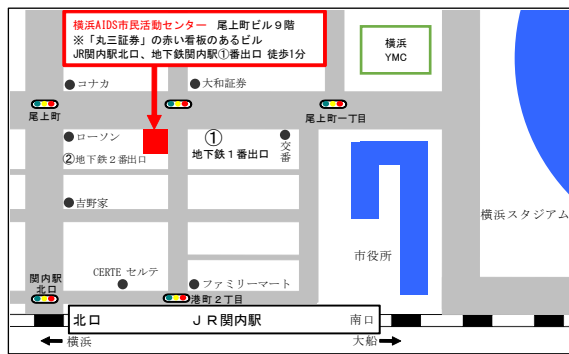 横浜AIDS市民活動センター 尾上町ビル９階
※「丸三証券」の赤い看板のあるビル
JR関内駅北口、地下鉄関内駅①番出口 徒歩1分
横浜
YMC
コナカ
大和証券
尾上町
尾上町一丁目
ローソン
①
地下鉄１番出口
交番
②地下鉄２番出口
吉野家
横浜スタジアム
市役所
関内駅
北口
CERTE セルテ
ファミリーマート
港町２丁目
北口
ＪＲ関内駅
南口
横浜
大船